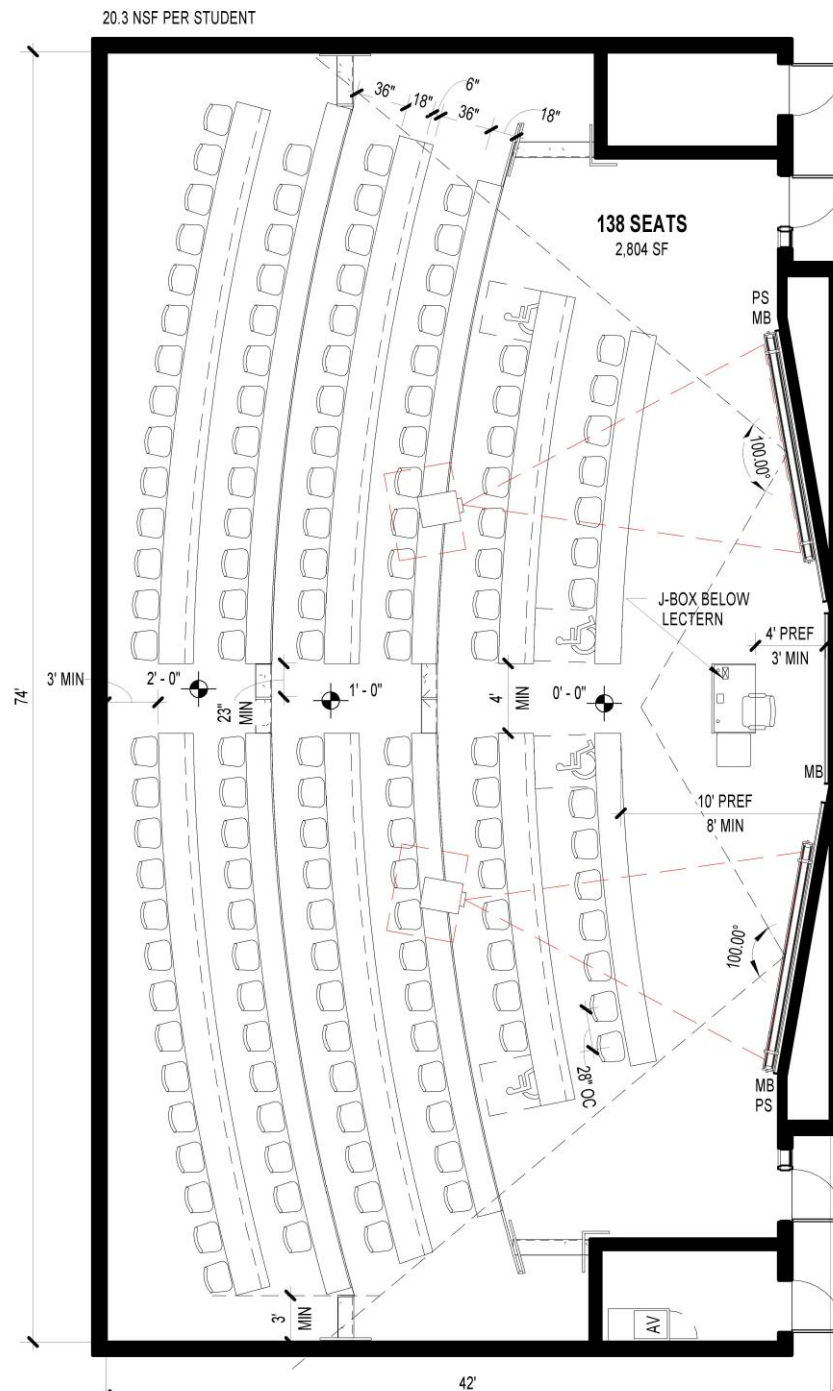 20.3 NSF PER STUDENT
36"
18"
6"
36"
18"
138 SEATS
2,804 SF
PS
MB
100.00°
J-BOX BELOW
LECTERN
4' PREF
3' MIN
74'
3' MIN
2' - 0"
23"
MIN
1' - 0"
4'
MIN
0' - 0"
MB
10' PREF
8' MIN
100.00°
28" OC
MB
PS
3'
MIN
AV
42'